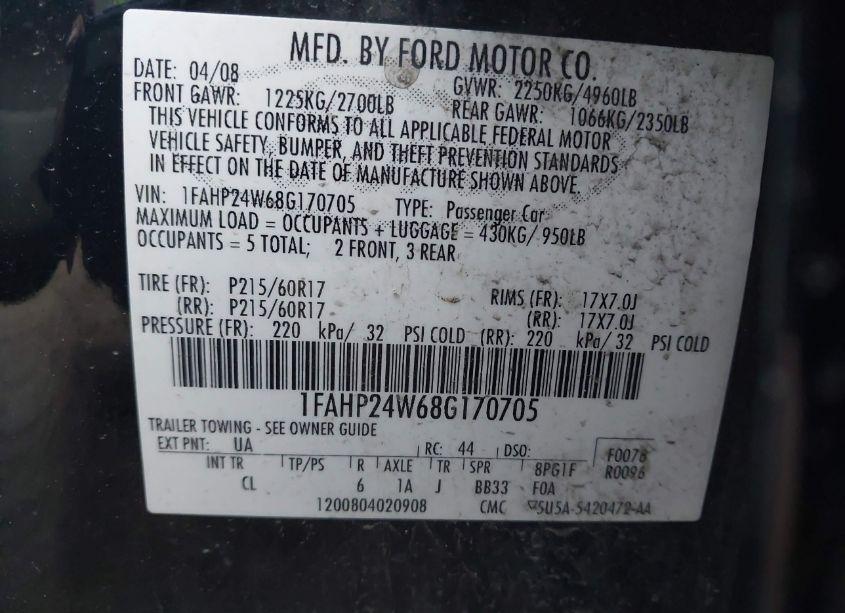 MFD. BY FORD MOTOR CO.
DATE: 04/08 GVWR: 2250KG/4960LB
FRONT GAWR: 1225KG/2700LB REAR GAWR: 1066KG/2350LB
THIS VEHICLE CONFORMS TO ALL APPLICABLE FEDERAL MOTOR
VEHICLE SAFETY, BUMPER, AND THEFT PREVENTION STANDARDS
IN EFFECT ON THE DATE OF MANUFACTURE SHOWN ABOVE.
VIN: 1FAHP24W68G170705 TYPE: Passenger Car
MAXIMUM LOAD = OCCUPANTS + LUGGAGE = 430KG/ 950LB
OCCUPANTS = 5 TOTAL; 2 FRONT, 3 REAR
TIRE (FR): P215/60R17 RIMS (FR): 17X7.0J
(RR): P215/60R17 (RR): 17X7.0J
PRESSURE (FR): 220 kPa/ 32 PSI COLD (RR): 220 kPa/ 32 PSI COLD
1FAHP24W68G170705
TRAILER TOWING - SEE OWNER GUIDE
EXT PNT: UA RC: 44 DSO: F0078
INT TR TP/PS R AXLE TR SPR 8PG1F R0096
CL 6 1A J BB33 F0A
1200804020908 CMC 5U5A-5420472-AA